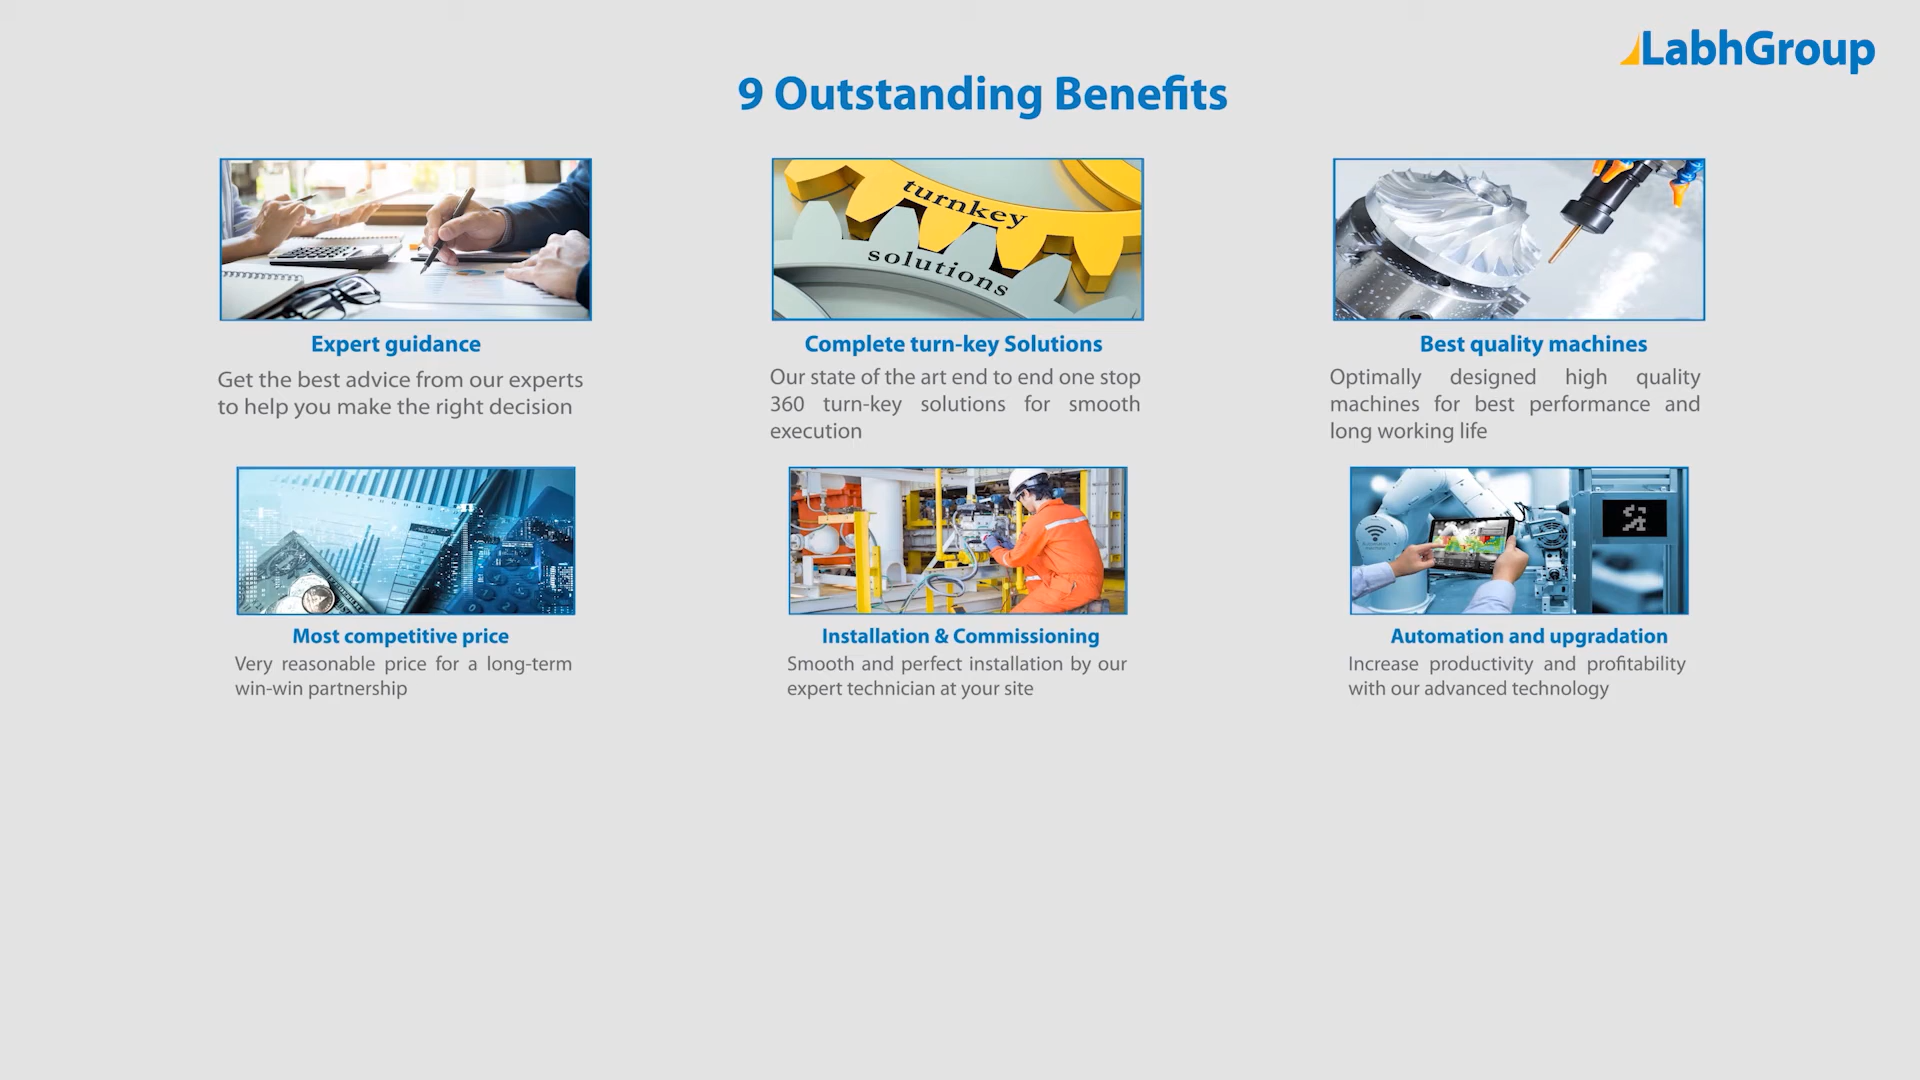 LabhGroup
9 Outstanding Benefits
turnkey
solutions
Expert guidance
Get the best advice from our experts
to help you make the right decision
Complete turn-key Solutions
Our state of the art end to end one stop
360 turn-key solutions for smooth
execution
Best quality machines
Optimally designed high quality
machines for best performance and
long working life
Most competitive price
Very reasonable price for a long-term
win-win partnership
Installation & Commissioning
Smooth and perfect installation by our
expert technician at your site
Automation and upgradation
Increase productivity and profitability
with our advanced technology